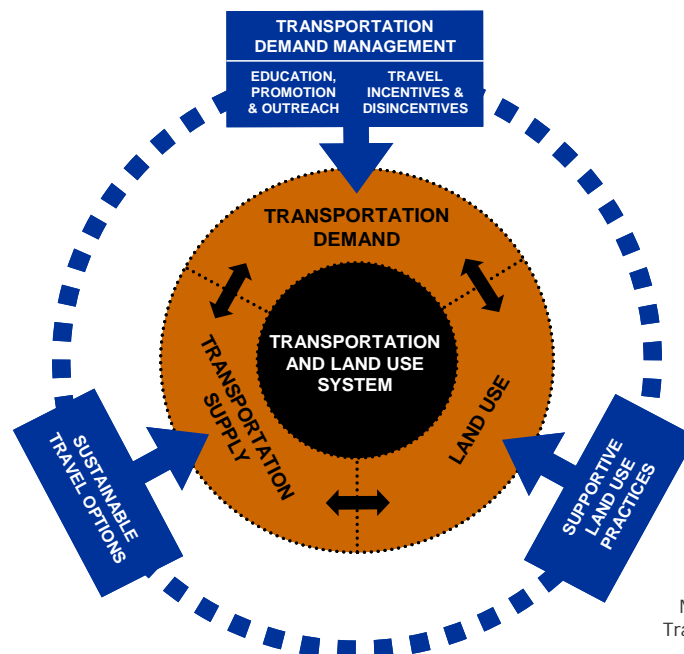 TRANSPORTATION
DEMAND MANAGEMENT
EDUCATION,
PROMOTION
& OUTREACH
TRAVEL
INCENTIVES &
DISINCENTIVES
TRANSPORTATION
DEMAND
TRANSPORTATION
AND LAND USE
SYSTEM
TRANSPORTATION
SUPPLY
LAND USE
SUSTAINABLE
TRAVEL OPTIONS
SUPPORTIVE
LAND USE
PRACTICES